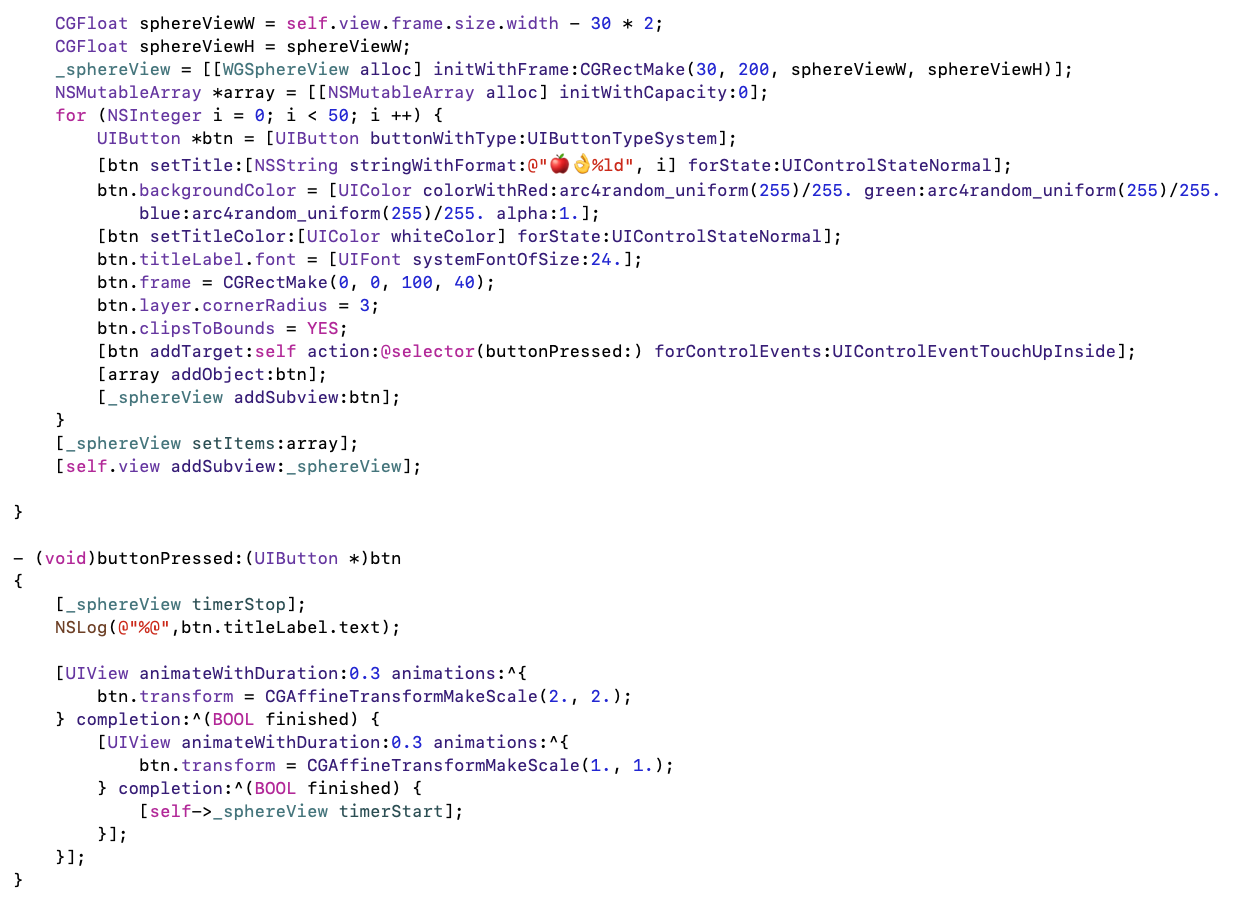 CGFloat sphereViewW = self.view.frame.size.width - 30 * 2;
    CGFloat sphereViewH = sphereViewW;
    _sphereView = [[WGSphereView alloc] initWithFrame:CGRectMake(30, 200, sphereViewW, sphereViewH)];
    NSMutableArray *array = [[NSMutableArray alloc] initWithCapacity:0];
    for (NSInteger i = 0; i < 50; i ++) {
        UIButton *btn = [UIButton buttonWithType:UIButtonTypeSystem];
        [btn setTitle:[NSString stringWithFormat:@"🍎👌%ld", i] forState:UIControlStateNormal];
        btn.backgroundColor = [UIColor colorWithRed:arc4random_uniform(255)/255. green:arc4random_uniform(255)/255.
            blue:arc4random_uniform(255)/255. alpha:1.];
        [btn setTitleColor:[UIColor whiteColor] forState:UIControlStateNormal];
        btn.titleLabel.font = [UIFont systemFontOfSize:24.];
        btn.frame = CGRectMake(0, 0, 100, 40);
        btn.layer.cornerRadius = 3;
        btn.clipsToBounds = YES;
        [btn addTarget:self action:@selector(buttonPressed:) forControlEvents:UIControlEventTouchUpInside];
        [array addObject:btn];
        [_sphereView addSubview:btn];
    }
    [_sphereView setItems:array];
    [self.view addSubview:_sphereView];

}

- (void)buttonPressed:(UIButton *)btn
{
    [_sphereView timerStop];
    NSLog(@"%@",btn.titleLabel.text);

    [UIView animateWithDuration:0.3 animations:^{
        btn.transform = CGAffineTransformMakeScale(2., 2.);
    } completion:^(BOOL finished) {
        [UIView animateWithDuration:0.3 animations:^{
            btn.transform = CGAffineTransformMakeScale(1., 1.);
        } completion:^(BOOL finished) {
            [self->_sphereView timerStart];
        }];
    }];
}